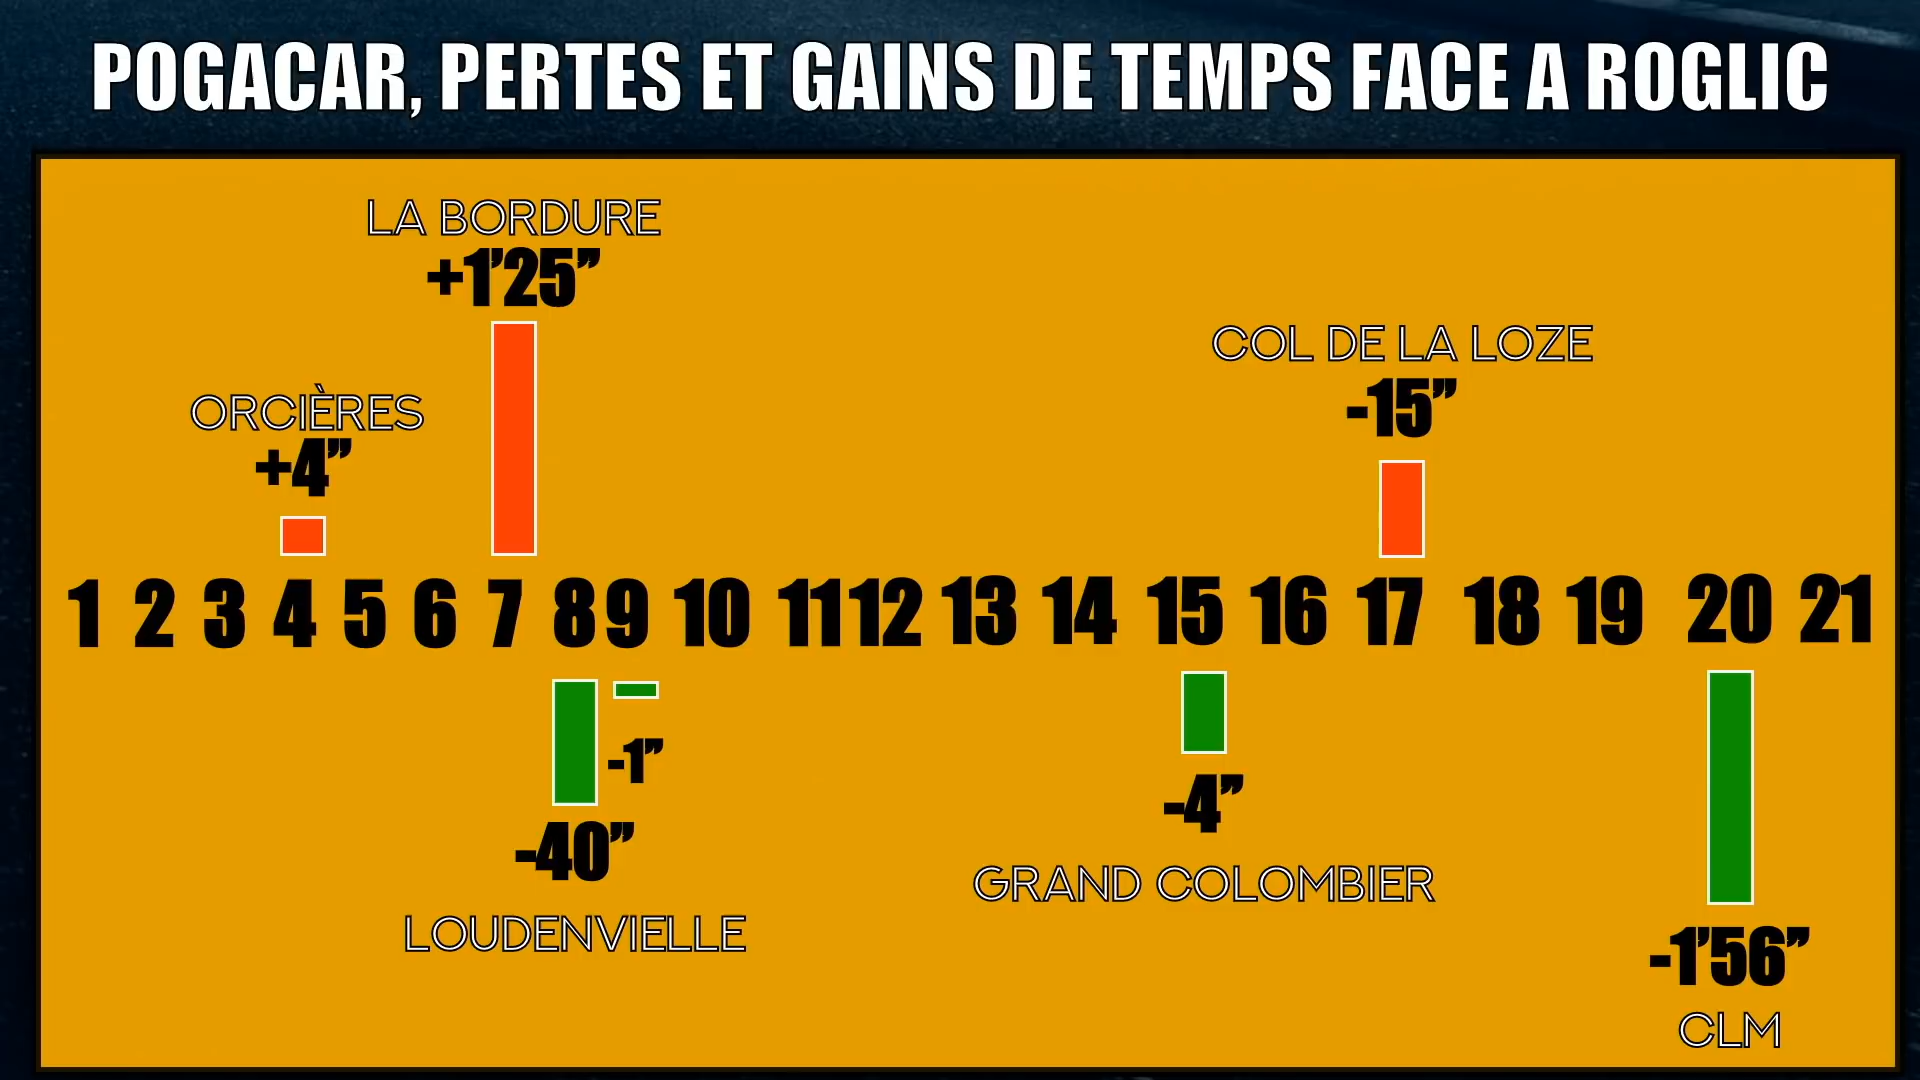 POGACAR, PERTES ET GAINS DE TEMPS FACE A ROGLIC
LA BORDURE
+1'25"
COL DE LA LOZE
-15"
ORCIÈRES
+4"
1 2 3 4 5 6 7 8 9 10 11 12 13 14 15 16 17 18 19 20 21
-1"
-40"
LOUDENVIELLE
-4"
GRAND COLOMBIER
-1'56"
CLM